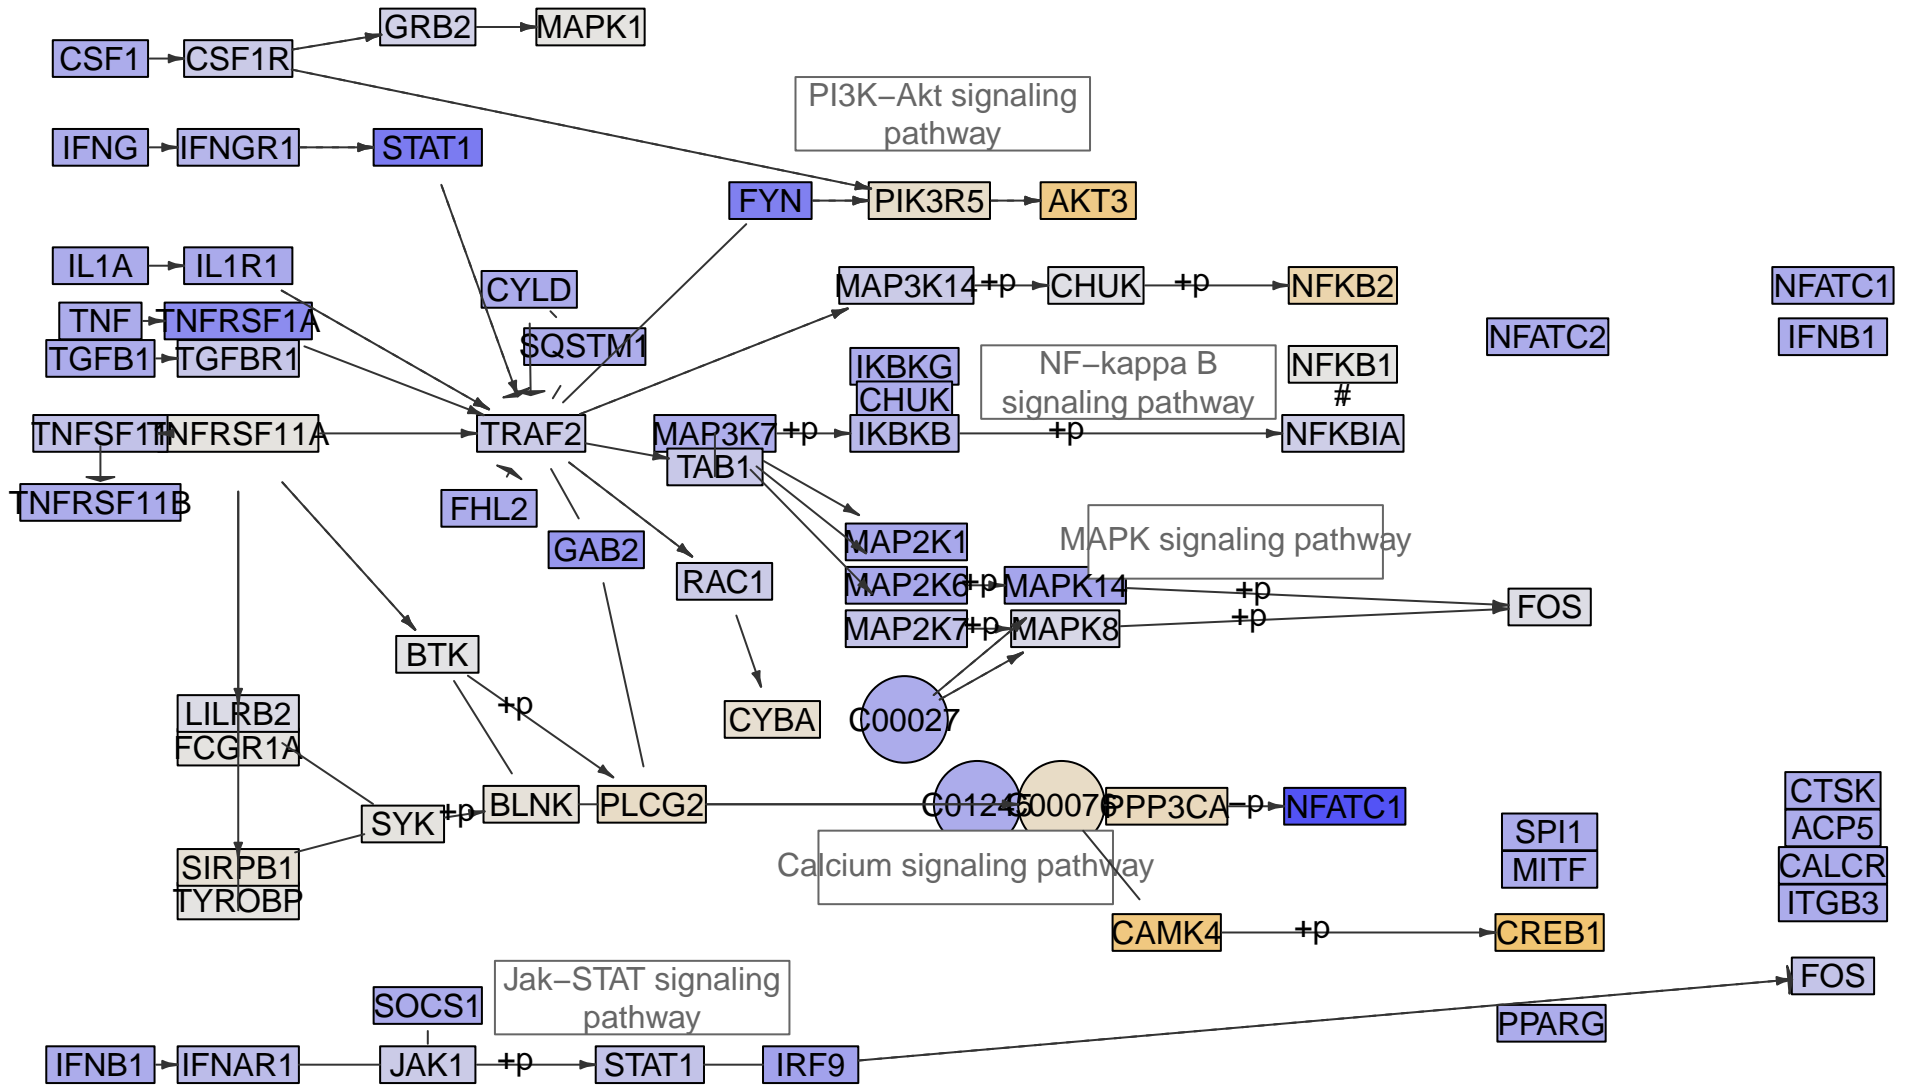 GRB2
MAPK1
CSF1
CSF1R
PI3K−Akt signaling
pathway
IFNG
IFNGR1
STAT1
FYN
PIK3R5
AKT3
IL1A
IL1R1
CYLD
MAP3K14
+p
CHUK
+p
NFKB2
NFATC1
TNF
TNFRSF1A
SQSTM1
NFATC2
IFNB1
TGFB1
TGFBR1
IKBKG
NF−kappa B
signaling pathway
NFKB1
CHUK
#
TNFRSF11A
TRAF2
MAP3K7
+p
IKBKB
+p
NFKBIA
TAB1
TNFRSF11B
FHL2
GAB2
MAP2K1
MAPK signaling pathway
RAC1
MAP2K6
+p
MAPK14
+p
FOS
MAP2K7
+p
MAPK8
+p
BTK
LILRB2
+p
CYBA
C00027
FCGR1A
SYK
+p
BLNK
PLCG2
C00076
PPP3CA
−p
NFATC1
CTSK
SPI1
ACP5
SIRPB1
Calcium signaling pathway
MITF
CALCR
TYROBP
ITGB3
CAMK4
+p
CREB1
Jak−STAT signaling
pathway
FOS
SOCS1
PPARG
IFNB1
IFNAR1
JAK1
+p
STAT1
IRF9